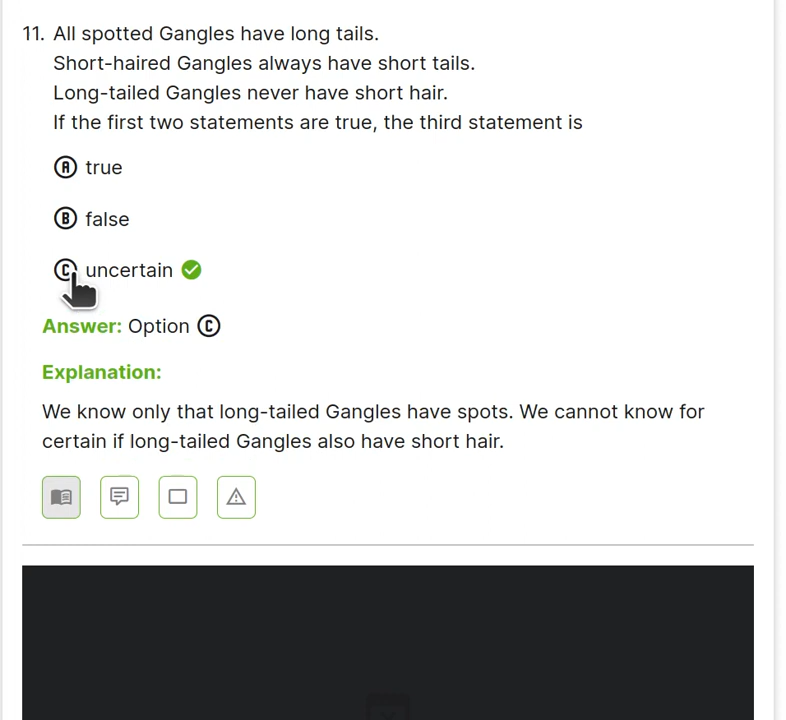 11. All spotted Gangles have long tails.
Short-haired Gangles always have short tails.
Long-tailed Gangles never have short hair.
If the first two statements are true, the third statement is
A true
B false
C uncertain
Answer: Option C
Explanation:
We know only that long-tailed Gangles have spots. We cannot know for
certain if long-tailed Gangles also have short hair.